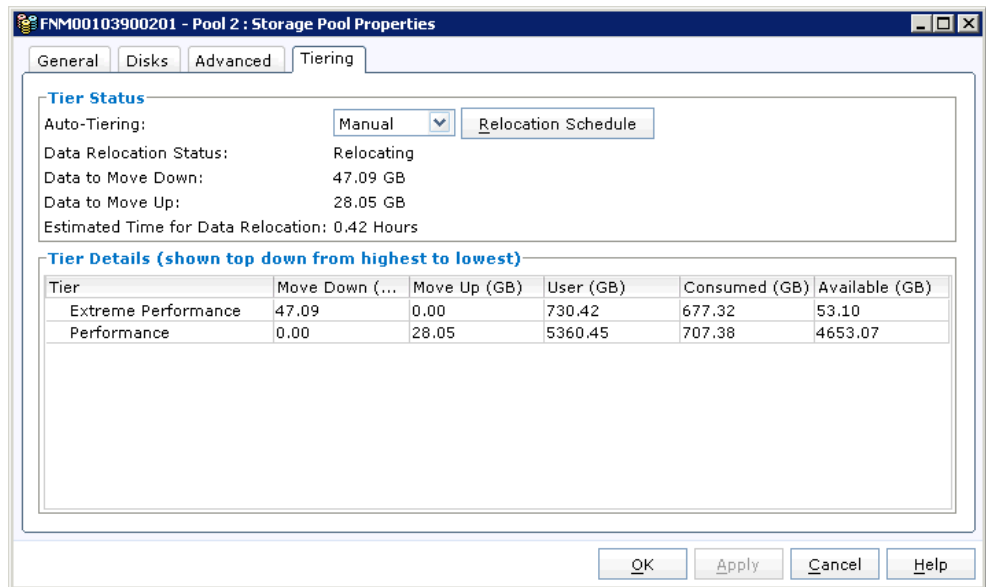 FNM00103900201 - Pool 2 : Storage Pool Properties
General Disks Advanced Tiering
Tier Status
Auto-Tiering: Manual Relocation Schedule
Data Relocation Status: Relocating
Data to Move Down: 47.09 GB
Data to Move Up: 28.05 GB
Estimated Time for Data Relocation: 0.42 Hours
Tier Details (shown top down from highest to lowest)
Tier Move Down (... Move Up (GB) User (GB) Consumed (GB) Available (GB)
Extreme Performance 47.09 0.00 730.42 677.32 53.10
Performance 0.00 28.05 5360.45 707.38 4653.07
OK Apply Cancel Help